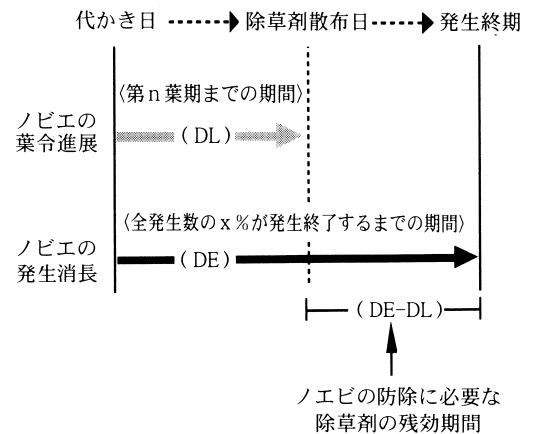 代かき日 除草剤散布日 発生終期
〈第n葉期までの期間〉
ノビエの
葉令進展
(DL)
〈全発生数のx%が発生終了するまでの期間〉
ノビエの
発生消長
(DE)
(DE-DL)
ノエビの防除に必要な
除草剤の残効期間